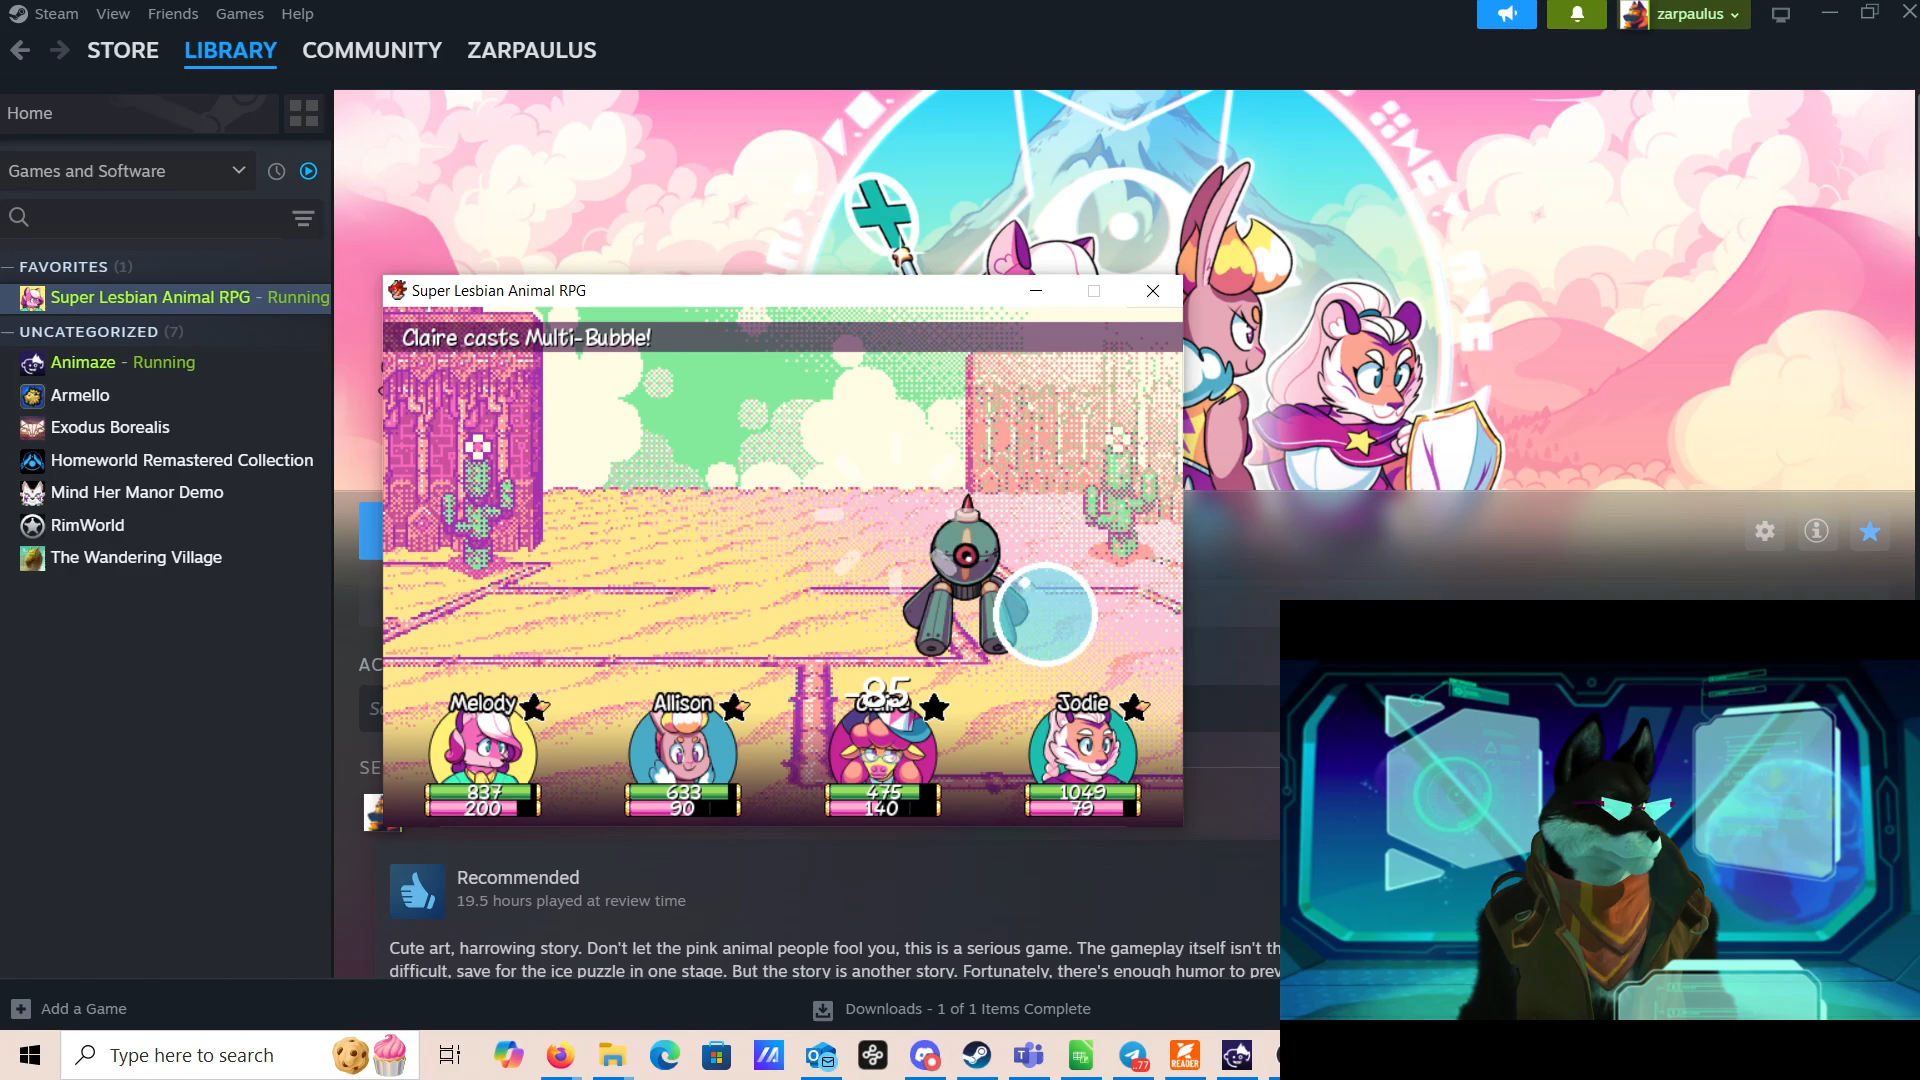 Steam View Friends Games Help
zarpaulus
STORE LIBRARY COMMUNITY ZARPAULUS
Home
Games and Software
FAVORITES (1)
Super Lesbian Animal RPG - Running
UNCATEGORIZED (7)
Animaze - Running
Armello
Exodus Borealis
Homeworld Remastered Collection
Mind Her Manor Demo
RimWorld
The Wandering Village
Super Lesbian Animal RPG
Claire casts Multi-Bubble!
-85
Melody Allison Claire Jodie
837 633 475 1049
200 90 140 79
AC
SE
Recommended
19.5 hours played at review time
Cute art, harrowing story. Don't let the pink animal people fool you, this is a serious game. The gameplay itself isn't th
difficult, save for the ice puzzle in one stage. But the story is another story. Fortunately, there's enough humor to prev
Add a Game
Downloads - 1 of 1 Items Complete
Type here to search
READER
77